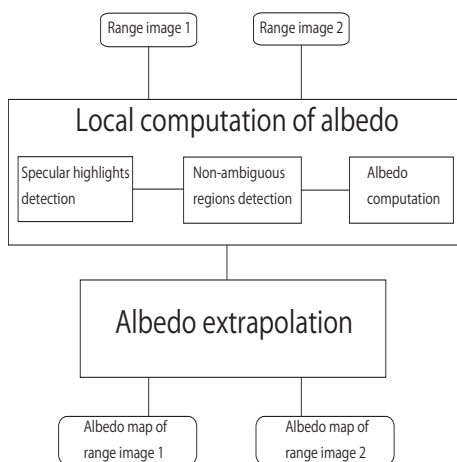 Range image 1
Range image 2
Local computation of albedo
Specular highlights
detection
Non-ambiguous
regions detection
Albedo
computation
Albedo extrapolation
Albedo map of
range image 1
Albedo map of
range image 2